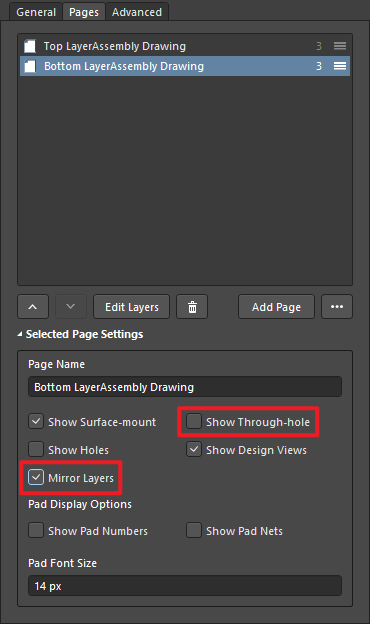 General Pages Advanced
Top LayerAssembly Drawing 3
Bottom LayerAssembly Drawing 3
Edit Layers Add Page
Selected Page Settings
Page Name
Bottom LayerAssembly Drawing
Show Surface-mount Show Through-hole
Show Holes Show Design Views
Mirror Layers
Pad Display Options
Show Pad Numbers Show Pad Nets
Pad Font Size
14 px